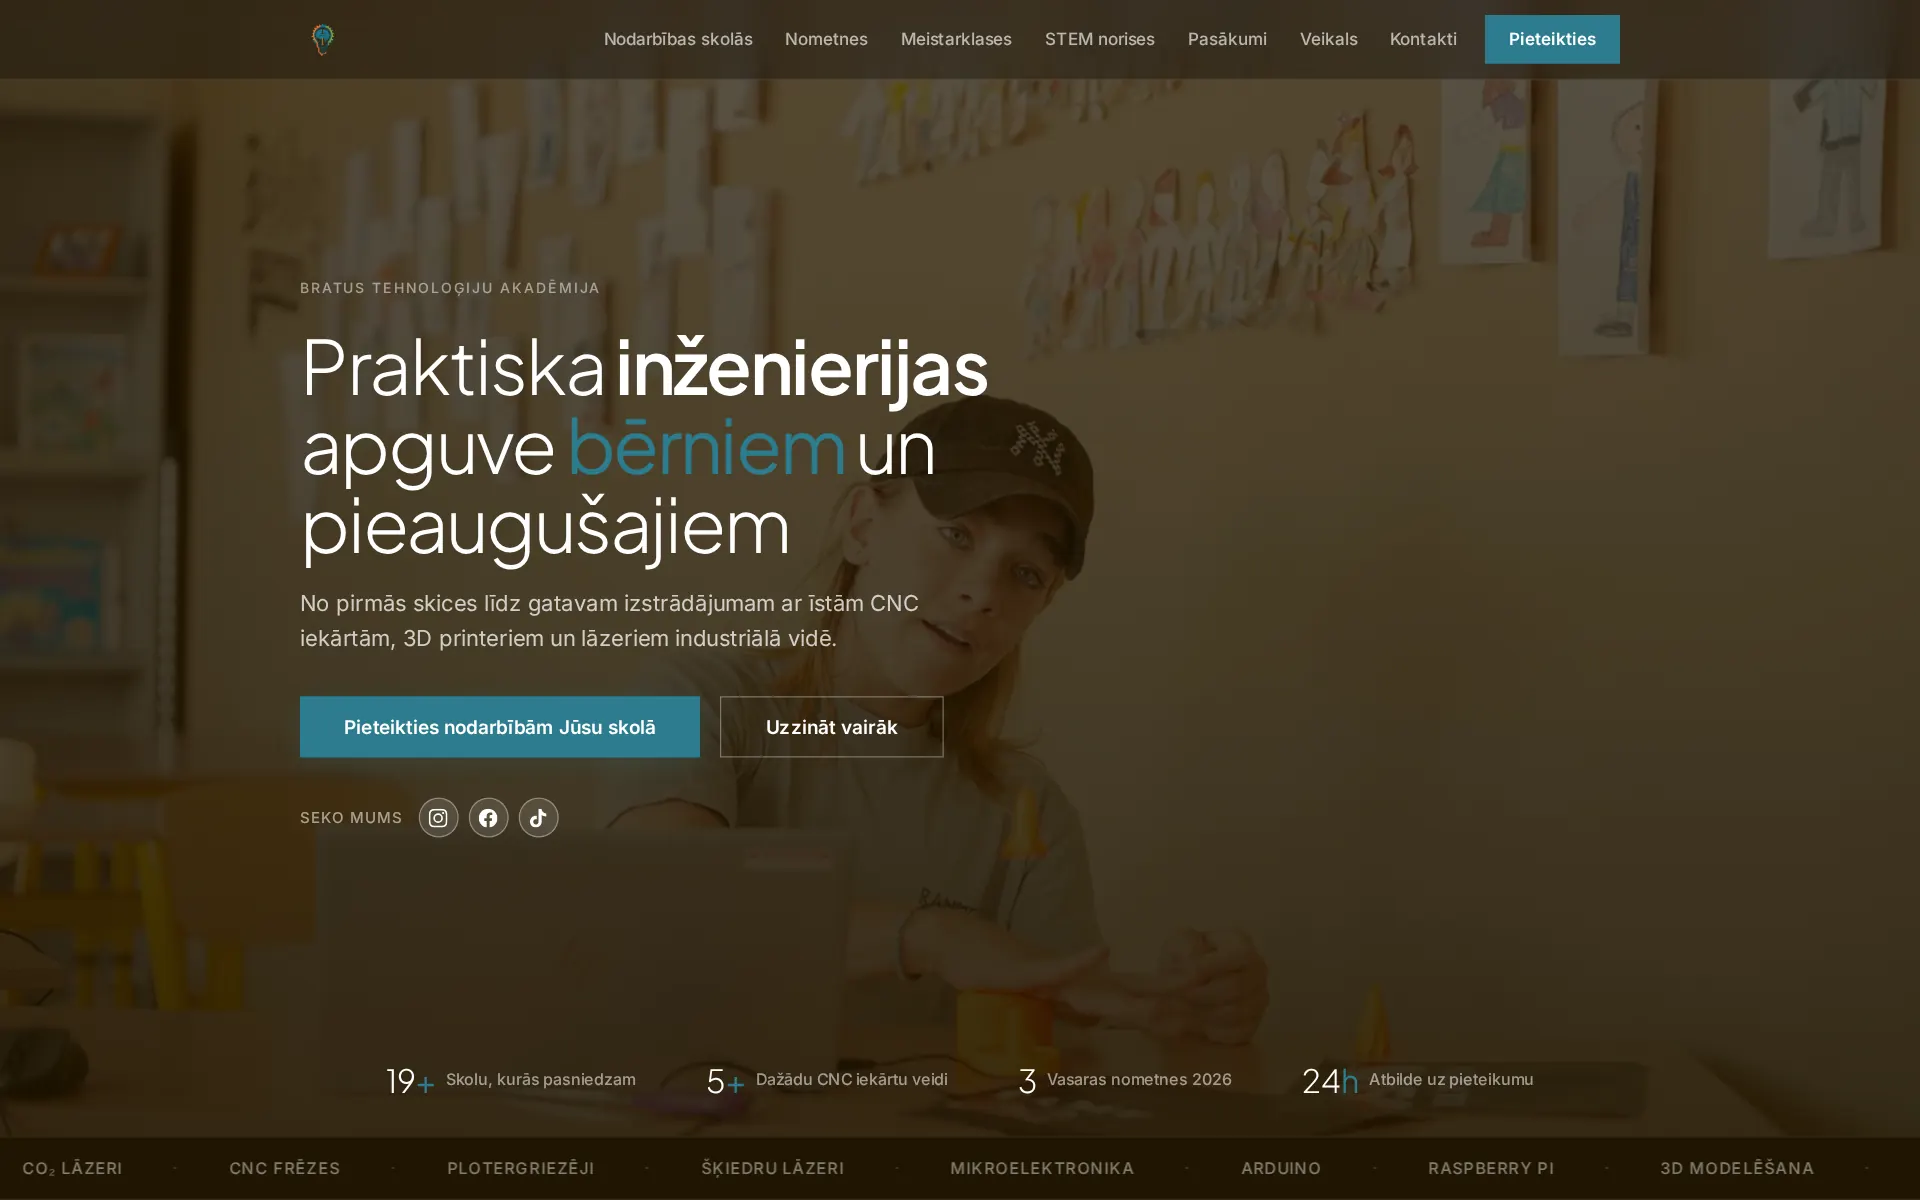 Nodarbības skolās
Nometnes
Meistarklases
STEM norises
Pasākumi
Veikals
Kontakti
Pieteikties
BRATUS TEHNOLOĢIJU AKADĒMIJA
Praktiska inženierijas
apguve bērniem un
pieaugušajiem
No pirmās skices līdz gatavam izstrādājumam ar īstām CNC
iekārtām, 3D printeriem un lāzeriem industriālā vidē.
Pieteikties nodarbībām Jūsu skolā
Uzzināt vairāk
SEKO MUMS
19+ Skolu, kurās pasniedzam
5+ Dažādu CNC iekārtu veidi
3 Vasaras nometnes 2026
24h Atbilde uz pieteikumu
CO₂ LĀZERI · CNC FRĒZES · PLOTERGRIEZĒJI · ŠĶIEDRU LĀZERI · MIKROELEKTRONIKA · ARDUINO · RASPBERRY PI · 3D MODELĒŠANA ·